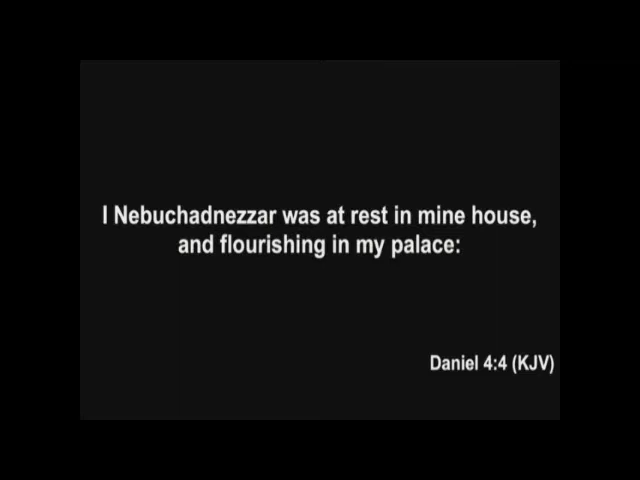 I Nebuchadnezzar was at rest in mine house,
and flourishing in my palace:
Daniel 4:4 (KJV)